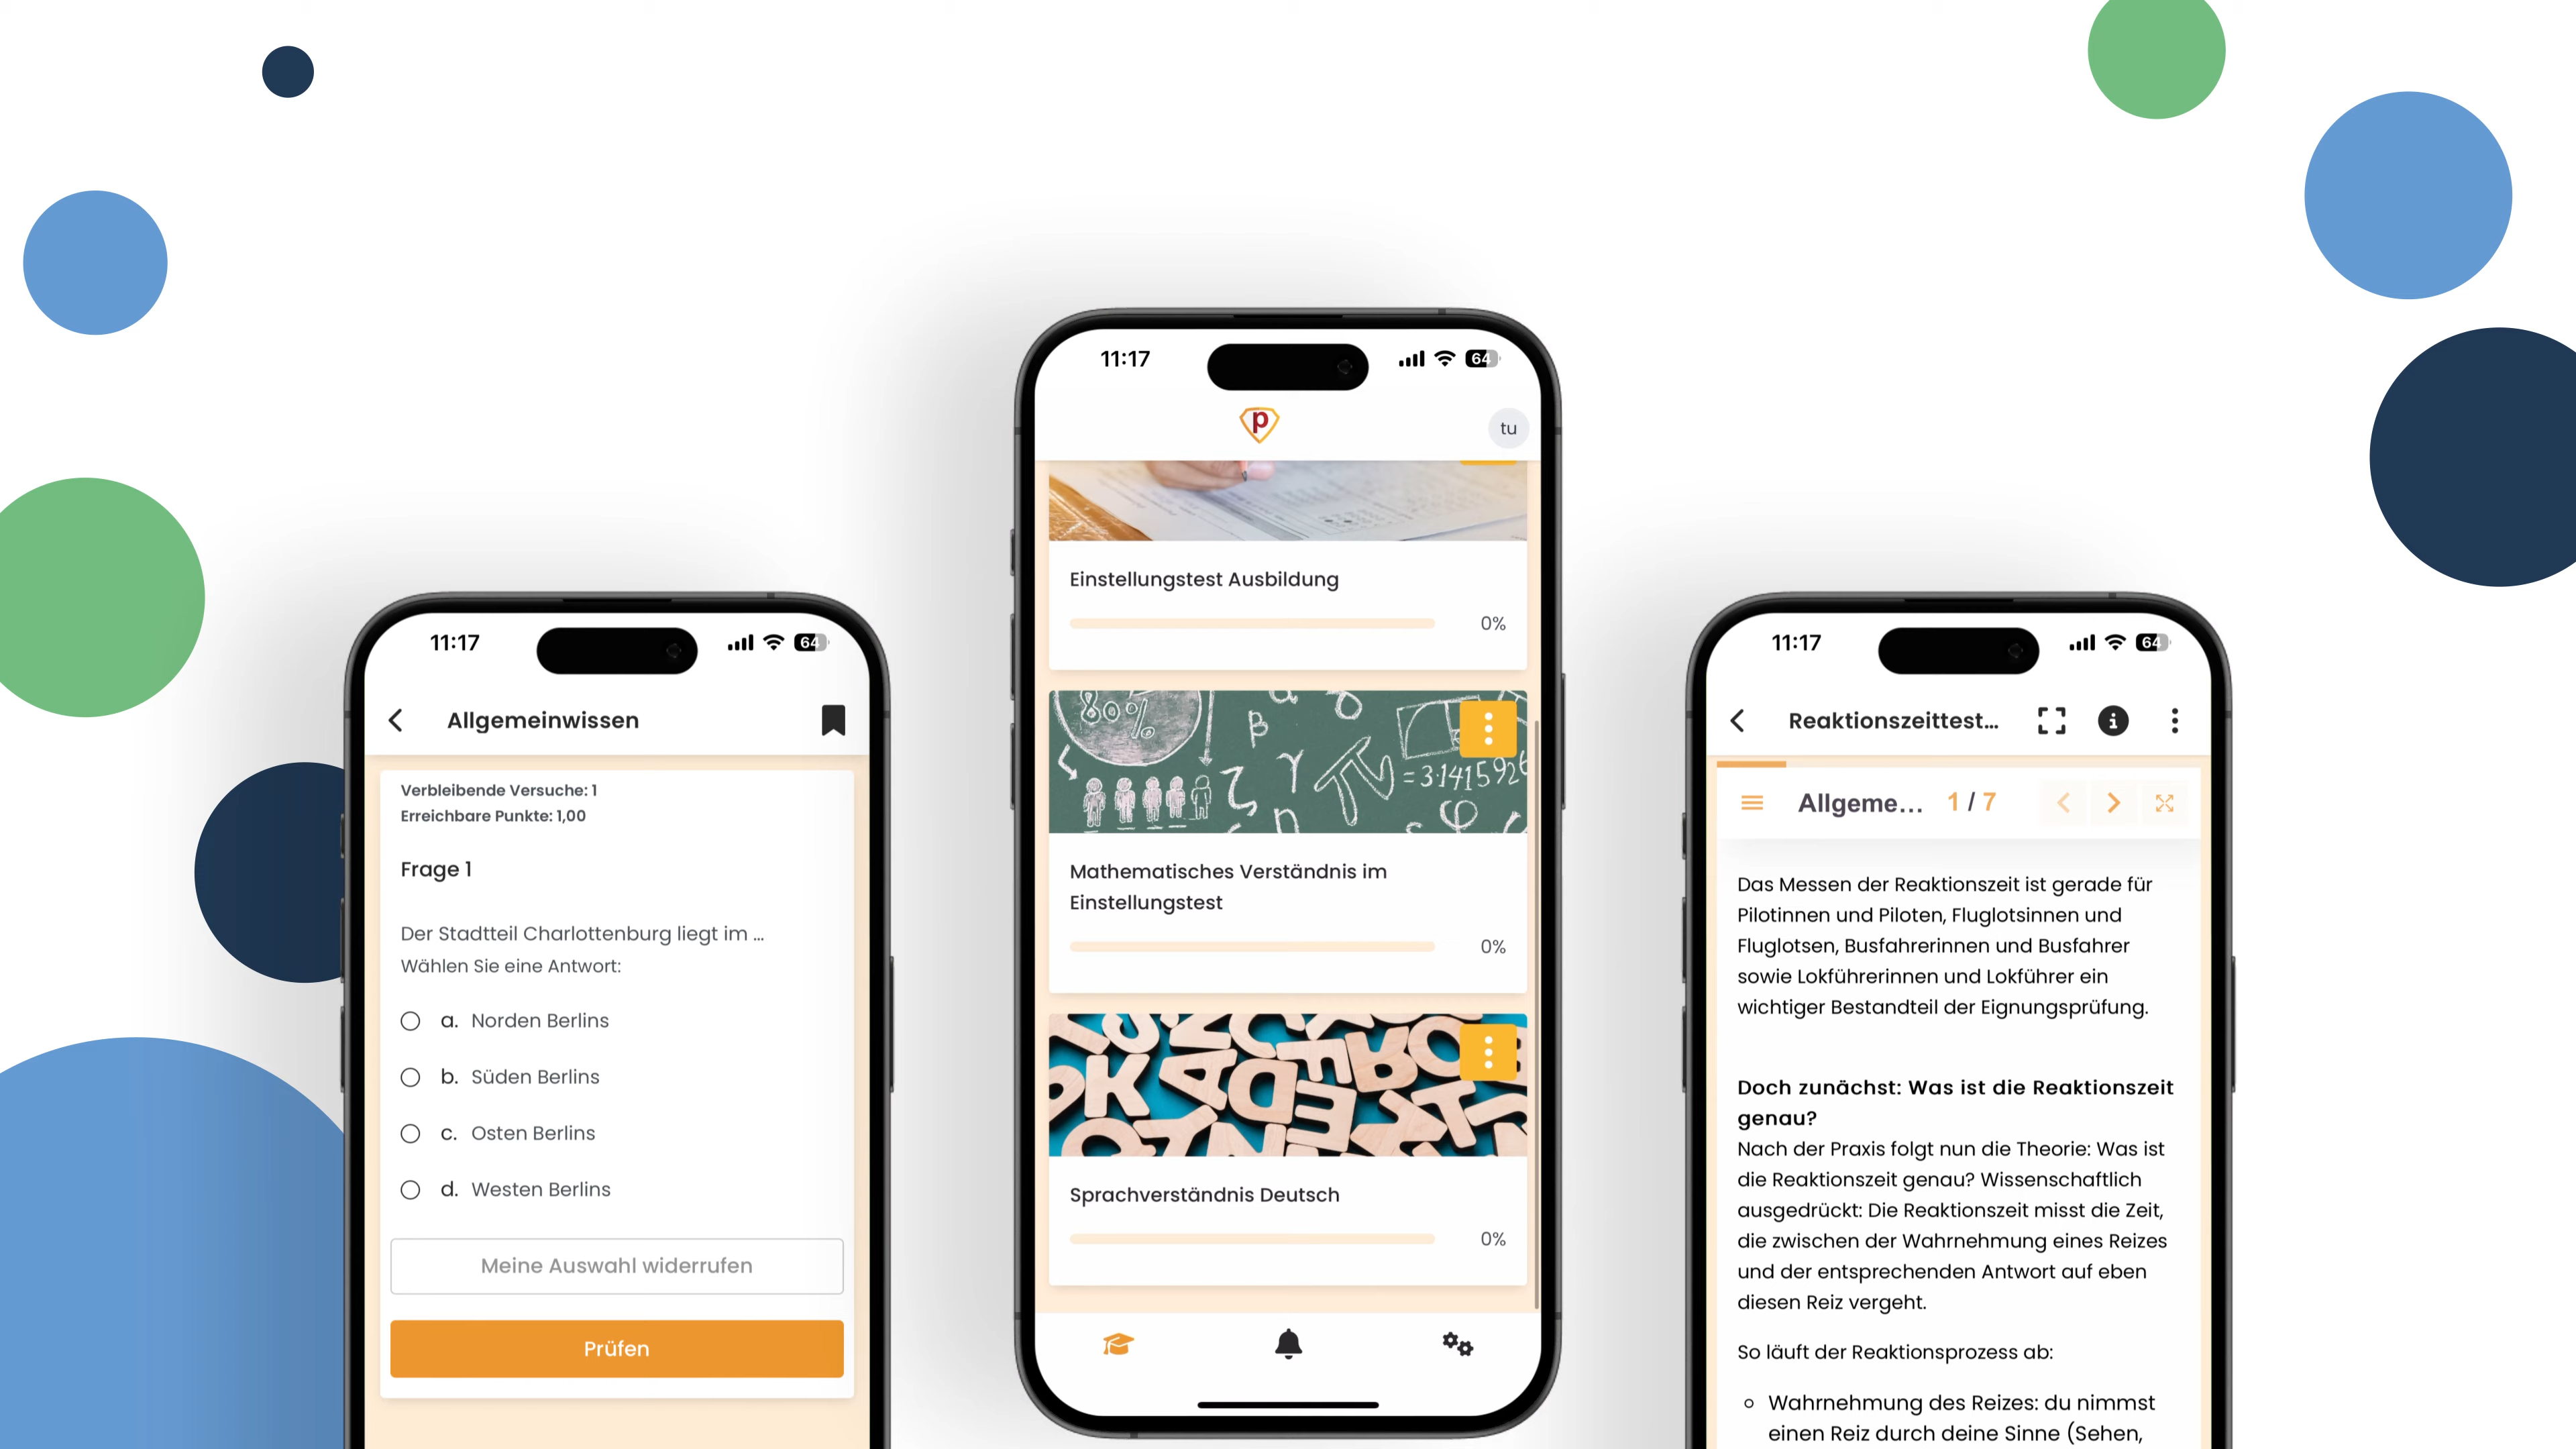 11:17
64
Allgemeinwissen
Verbleibende Versuche: 1
Erreichbare Punkte: 1,00
Frage 1
Der Stadtteil Charlottenburg liegt im ...
Wählen Sie eine Antwort:
a. Norden Berlins
b. Süden Berlins
c. Osten Berlins
d. Westen Berlins
Meine Auswahl widerrufen
Prüfen
11:17
64
p
tu
Einstellungstest Ausbildung
0%
80%
β
γ
ζ
π
=3.1415926
φ
Mathematisches Verständnis im
Einstellungstest
0%
Sprachverständnis Deutsch
0%
11:17
64
Reaktionszeittest...
Allgeme... 1 / 7
Das Messen der Reaktionszeit ist gerade für
Pilotinnen und Piloten, Fluglotsinnen und
Fluglotsen, Busfahrerinnen und Busfahrer
sowie Lokführerinnen und Lokführer ein
wichtiger Bestandteil der Eignungsprüfung.
Doch zunächst: Was ist die Reaktionszeit
genau?
Nach der Praxis folgt nun die Theorie: Was ist
die Reaktionszeit genau? Wissenschaftlich
ausgedrückt: Die Reaktionszeit misst die Zeit,
die zwischen der Wahrnehmung eines Reizes
und der entsprechenden Antwort auf eben
diesen Reiz vergeht.
So läuft der Reaktionsprozess ab:
Wahrnehmung des Reizes: du nimmst
einen Reiz durch deine Sinne (Sehen,